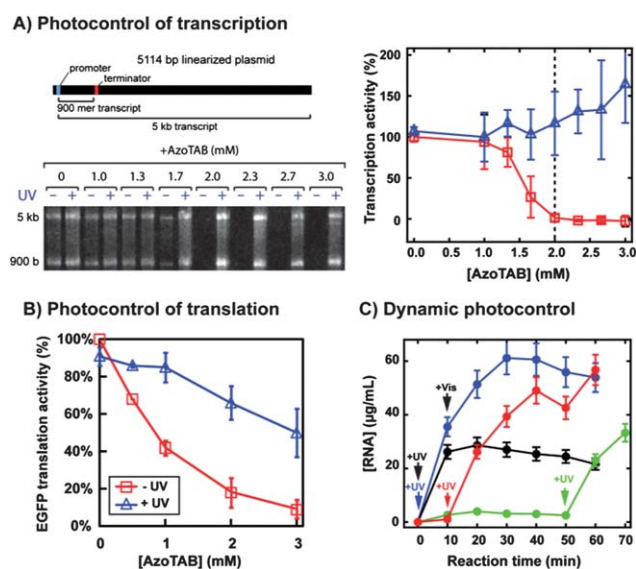 A) Photocontrol of transcription
5114 bp linearized plasmid
promoter
terminator
900 mer transcript
5 kb transcript
+AzoTAB (mM)
0 1.0 1.3 1.7 2.0 2.3 2.7 3.0
UV - + - + - + - + - + - + - + - +
5 kb
900 b
Transcription activity (%)
200
150
100
50
0
0.0 1.0 1.5 2.0 2.5 3.0
[AzoTAB] (mM)
B) Photocontrol of translation
EGFP translation activity (%)
100%
80%
60%
40%
20%
0%
- UV
+ UV
0 1 2 3
[AzoTAB] (mM)
C) Dynamic photocontrol
[RNA] (µg/mL)
60
40
20
0
+Vis
+UV
+UV
+UV
+UV
0 10 20 30 40 50 60 70
Reaction time (min)